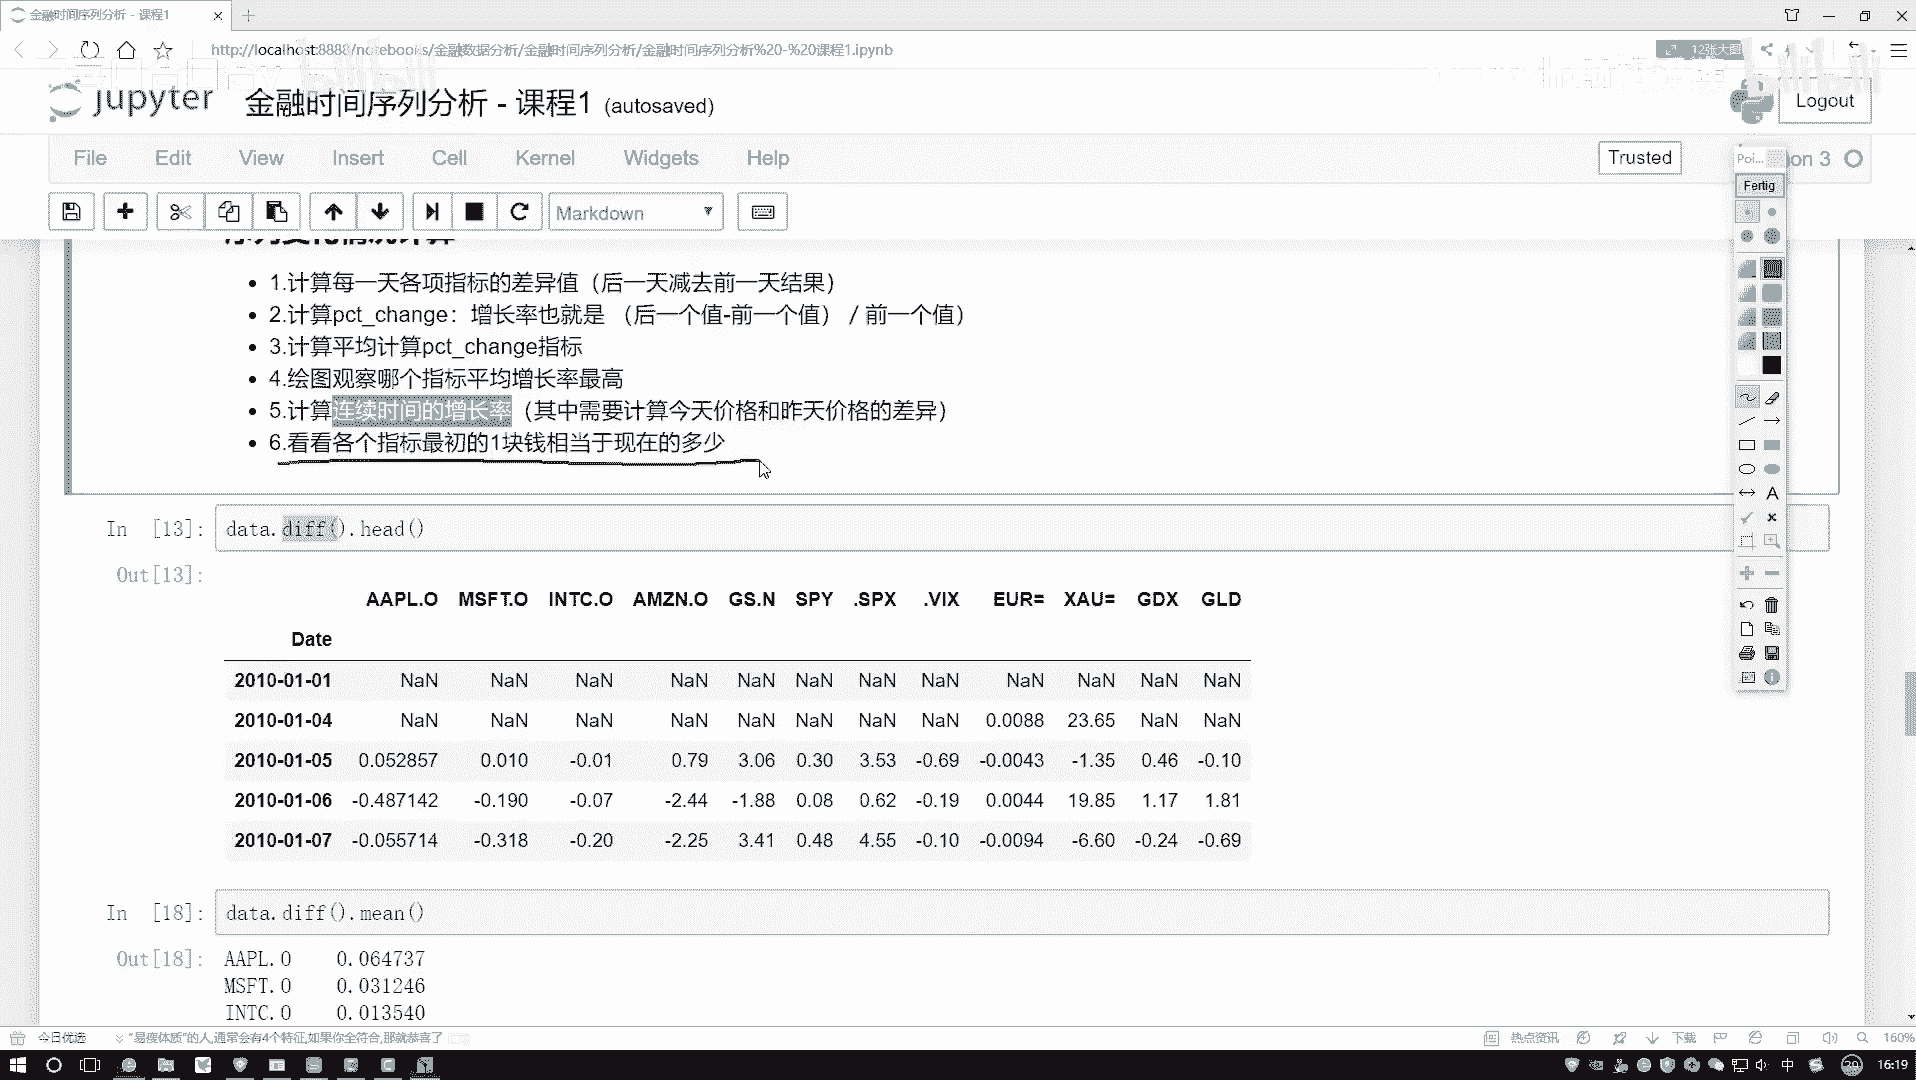 金融时间序列分析 - 课程1
http://localhost:8888/notebooks/金融数据分析/金融时间序列分析/金融时间序列分析%20-%20课程1.ipynb
12张大图
bilibili
bilibili
jupyter 金融时间序列分析 - 课程1 (autosaved)
Logout
File Edit View Insert Cell Kernel Widgets Help
Trusted
on 3
Poi...
Fertig
Markdown
序列变化情况计算
1.计算每一天各项指标的差异值（后一天减去前一天结果）
2.计算pct_change：增长率也就是 （后一个值-前一个值） / 前一个值）
3.计算平均计算pct_change指标
4.绘图观察哪个指标平均增长率最高
5.计算连续时间的增长率（其中需要计算今天价格和昨天价格的差异）
6.看看各个指标最初的1块钱相当于现在的多少
In [13]: data.diff().head()
Out[13]:
AAPL.O MSFT.O INTC.O AMZN.O GS.N SPY .SPX .VIX EUR= XAU= GDX GLD
Date
2010-01-01 NaN NaN NaN NaN NaN NaN NaN NaN NaN NaN NaN NaN
2010-01-04 NaN NaN NaN NaN NaN NaN NaN NaN 0.0088 23.65 NaN NaN
2010-01-05 0.052857 0.010 -0.01 0.79 3.06 0.30 3.53 -0.69 -0.0043 -1.35 0.46 -0.10
2010-01-06 -0.487142 -0.190 -0.07 -2.44 -1.88 0.08 0.62 -0.19 0.0044 19.85 1.17 1.81
2010-01-07 -0.055714 -0.318 -0.20 -2.25 3.41 0.48 4.55 -0.10 -0.0094 -6.60 -0.24 -0.69
In [18]: data.diff().mean()
Out[18]: AAPL.O 0.064737
MSFT.O 0.031246
INTC.O 0.013540
今日优选 “易瘦体质”的人,通常会有4个特征,如果你全符合,那就恭喜了
热点资讯 下载 160%
中 20 16:19